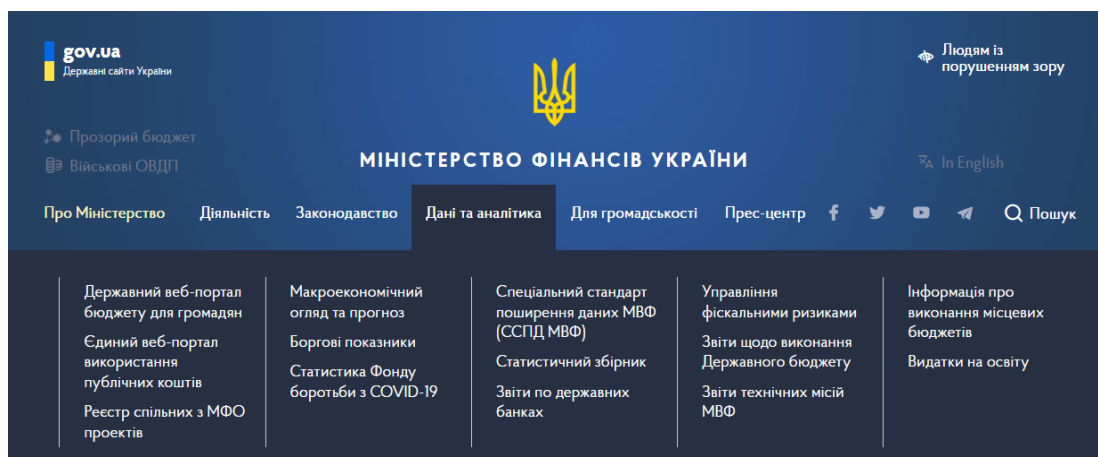 gov.ua
Державні сайти України
Людям із
порушенням зору
Прозорий бюджет
Військові ОВДП
МІНІСТЕРСТВО ФІНАНСІВ УКРАЇНИ
In English
Про Міністерство Діяльність Законодавство Дані та аналітика Для громадськості Прес-центр Пошук
Державний веб-портал
бюджету для громадян
Єдиний веб-портал
використання
публічних коштів
Реєстр спільних з МФО
проектів
Макроекономічний
огляд та прогноз
Боргові показники
Статистика Фонду
боротьби з COVID-19
Спеціальний стандарт
поширення даних МВФ
(ССПД МВФ)
Статистичний збірник
Звіти по державних
банках
Управління
фіскальними ризиками
Звіти щодо виконання
Державного бюджету
Звіти технічних місій
МВФ
Інформація про
виконання місцевих
бюджетів
Видатки на освіту